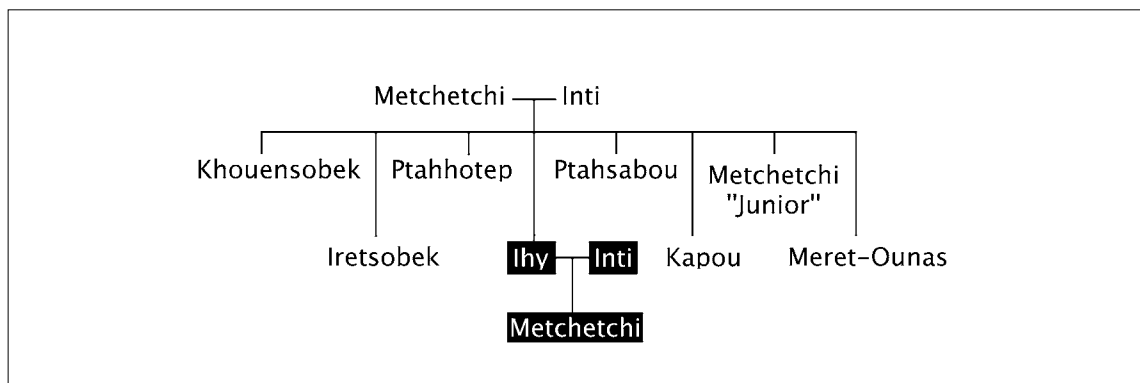 Metchetchi Inti
Khouensobek Ptahhotep Ptahsabou Metchetchi
"Junior"
Iretsobek Ihy Inti Kapou Meret-Ounas
Metchetchi